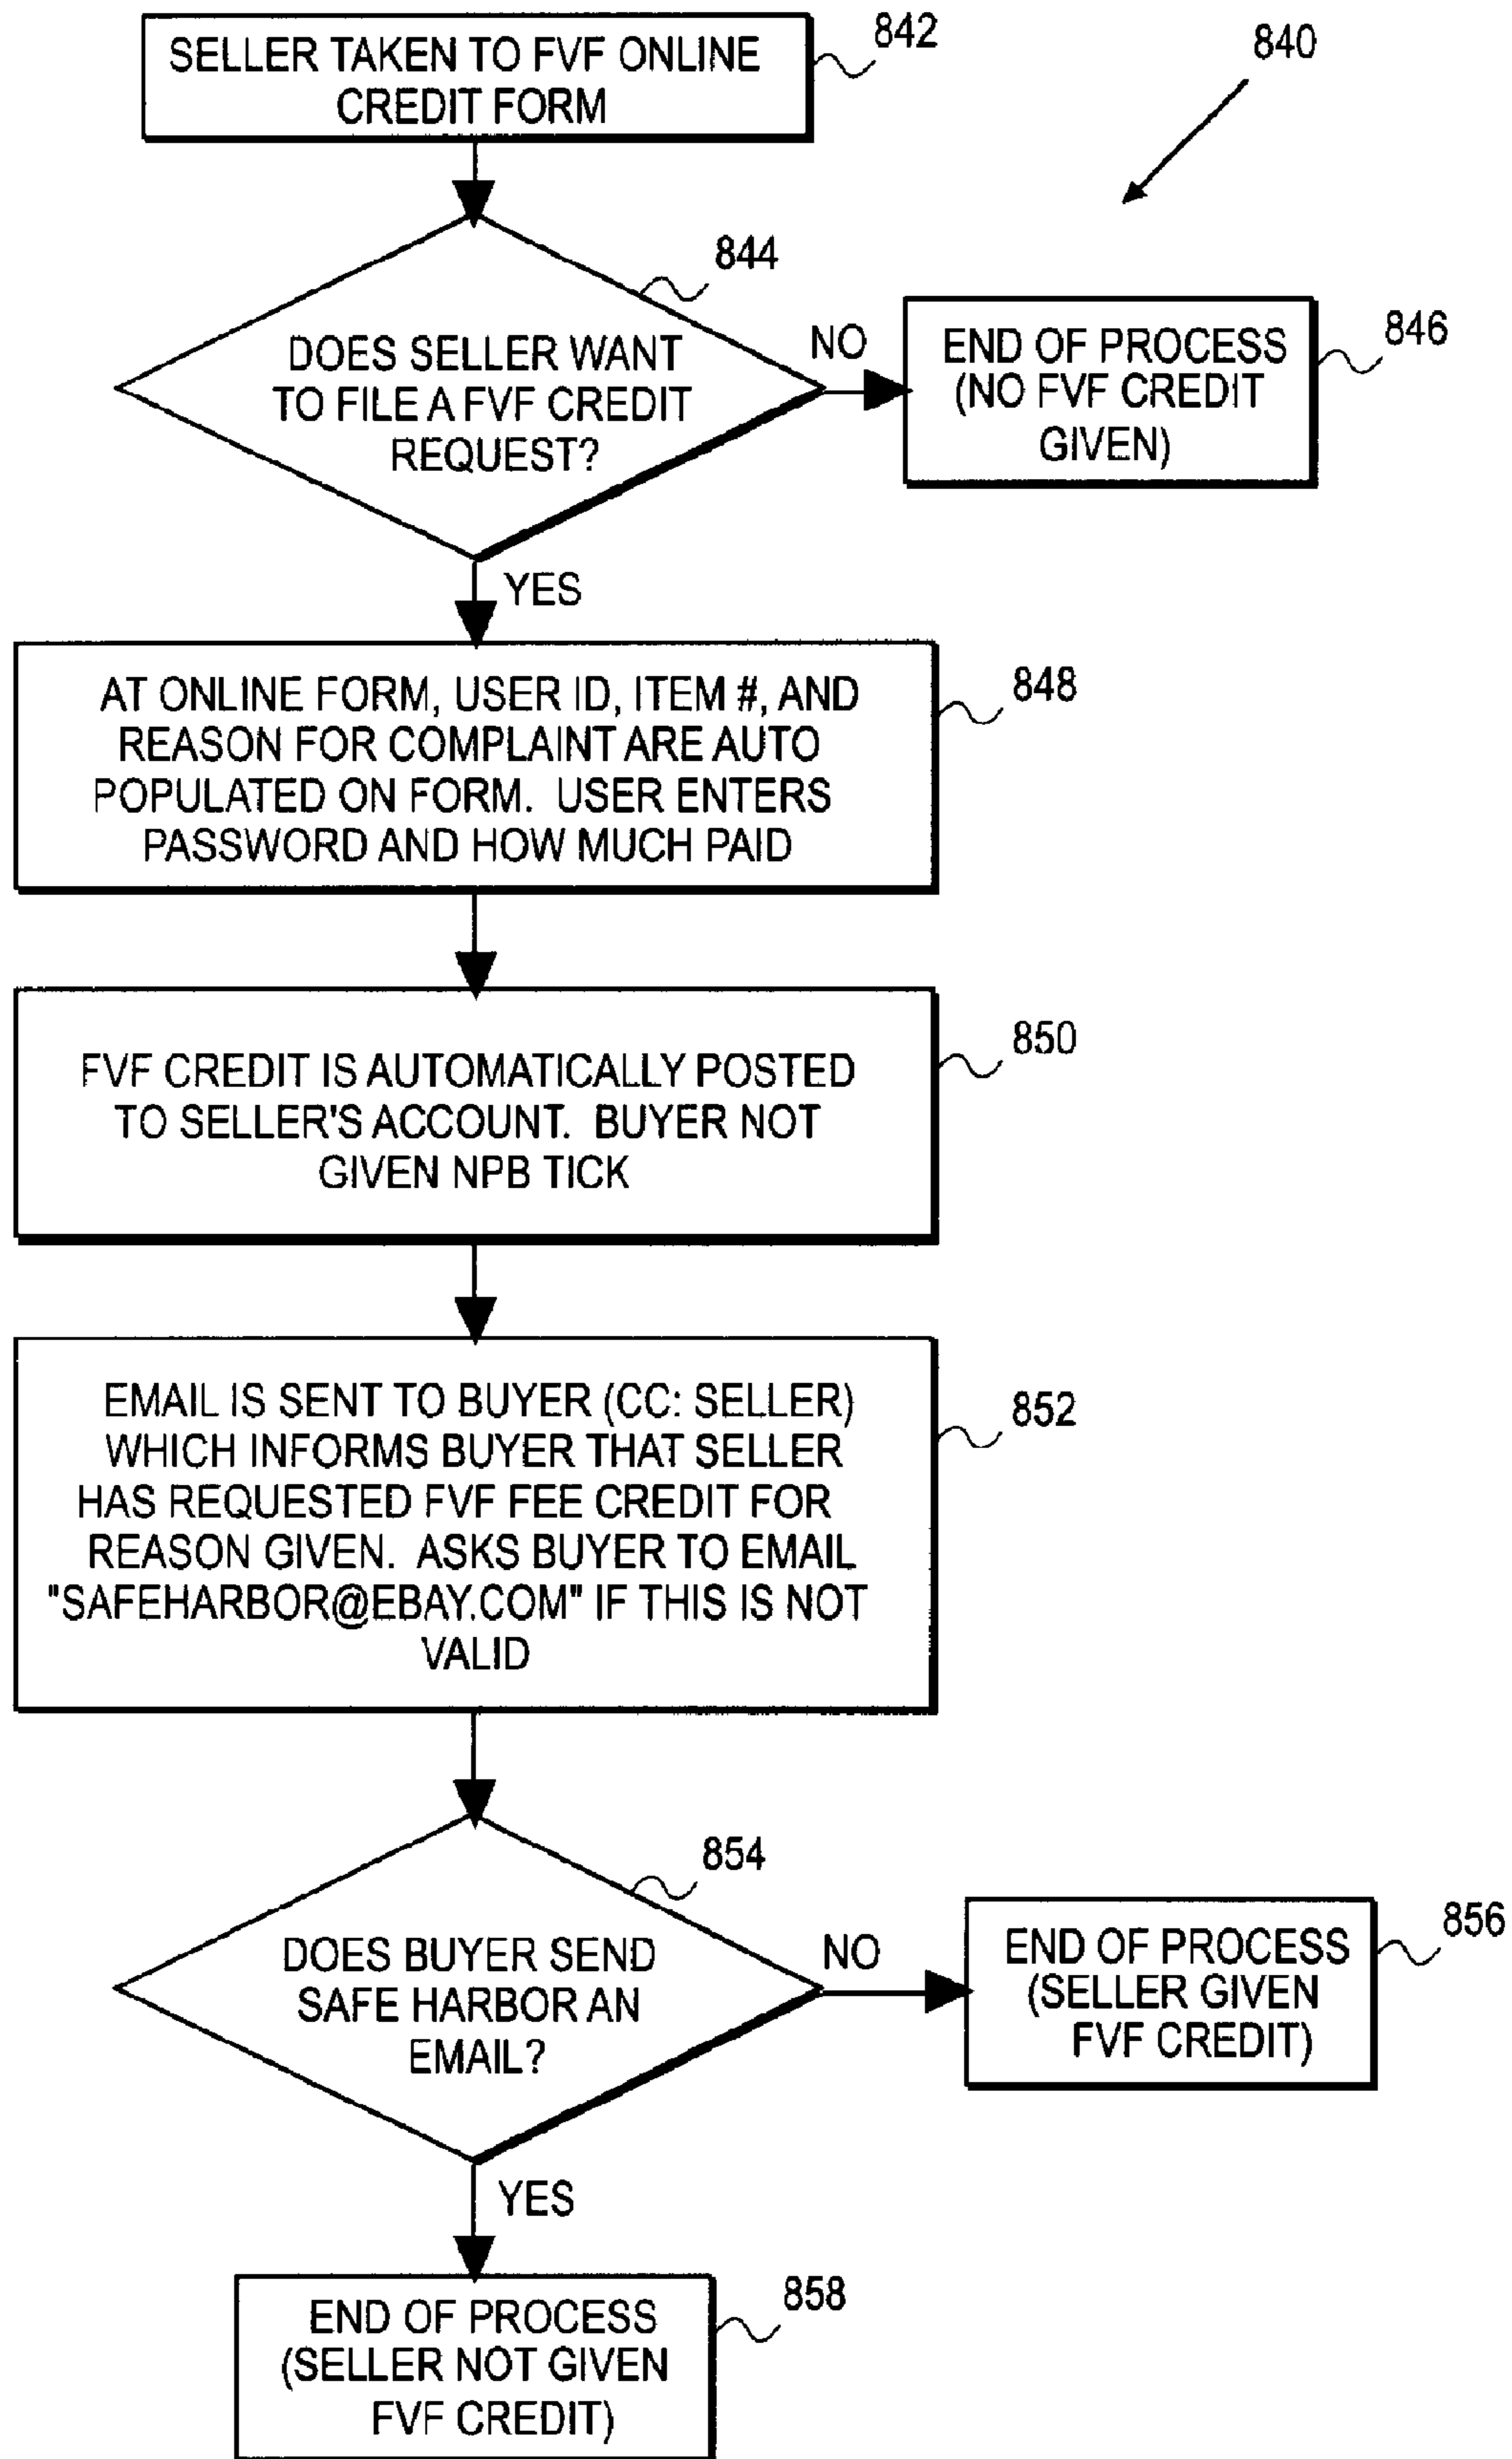 842
SELLER TAKEN TO FVF ONLINE
CREDIT FORM
840
844
DOES SELLER WANT
TO FILE A FVF CREDIT
REQUEST?
NO
END OF PROCESS
(NO FVF CREDIT
GIVEN)
846
YES
AT ONLINE FORM, USER ID, ITEM #, AND
REASON FOR COMPLAINT ARE AUTO
POPULATED ON FORM. USER ENTERS
PASSWORD AND HOW MUCH PAID
848
FVF CREDIT IS AUTOMATICALLY POSTED
TO SELLER'S ACCOUNT. BUYER NOT
GIVEN NPB TICK
850
EMAIL IS SENT TO BUYER (CC: SELLER)
WHICH INFORMS BUYER THAT SELLER
HAS REQUESTED FVF FEE CREDIT FOR
REASON GIVEN. ASKS BUYER TO EMAIL
"SAFEHARBOR@EBAY.COM" IF THIS IS NOT
VALID
852
854
DOES BUYER SEND
SAFE HARBOR AN
EMAIL?
NO
END OF PROCESS
(SELLER GIVEN
FVF CREDIT)
856
YES
END OF PROCESS
(SELLER NOT GIVEN
FVF CREDIT)
858